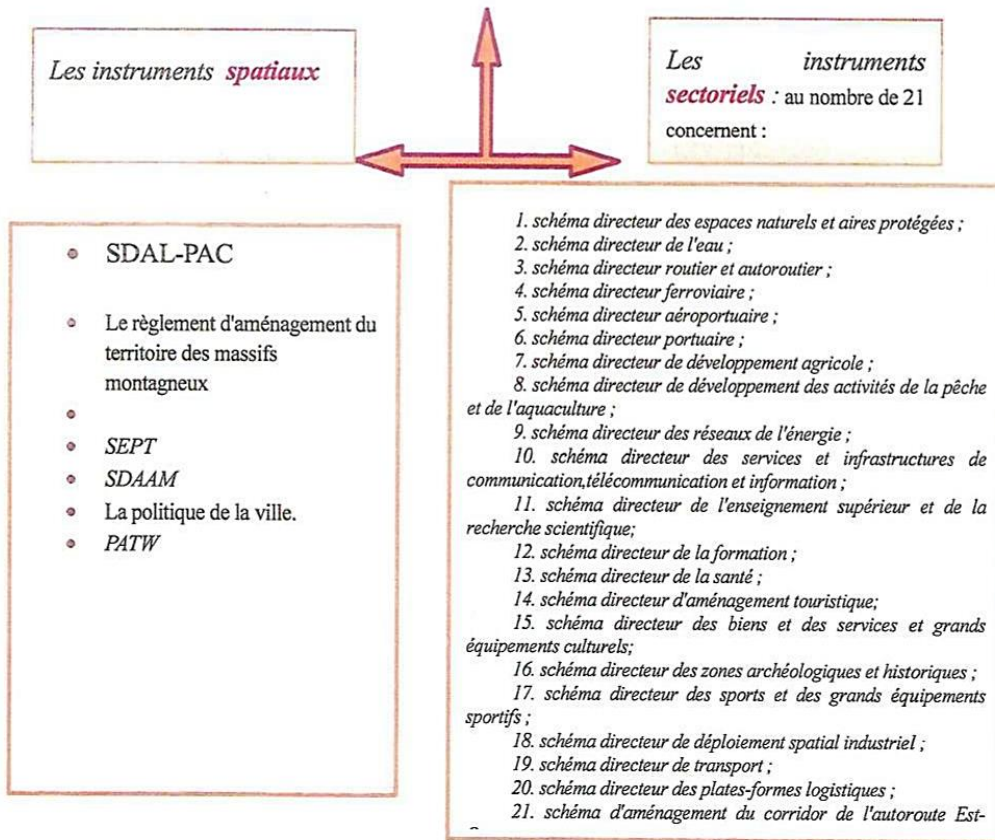 Les instruments spatiaux
Les instruments
sectoriels : au nombre de 21
concernent :
SDAL-PAC
Le règlement d'aménagement du
territoire des massifs
montagneux
SEPT
SDAAM
La politique de la ville.
PATW
1. schéma directeur des espaces naturels et aires protégées ;
2. schéma directeur de l'eau ;
3. schéma directeur routier et autoroutier ;
4. schéma directeur ferroviaire ;
5. schéma directeur aéroportuaire ;
6. schéma directeur portuaire ;
7. schéma directeur de développement agricole ;
8. schéma directeur de développement des activités de la pêche
et de l'aquaculture ;
9. schéma directeur des réseaux de l'énergie ;
10. schéma directeur des services et infrastructures de
communication,télécommunication et information ;
11. schéma directeur de l'enseignement supérieur et de la
recherche scientifique;
12. schéma directeur de la formation ;
13. schéma directeur de la santé ;
14. schéma directeur d'aménagement touristique;
15. schéma directeur des biens et des services et grands
équipements culturels;
16. schéma directeur des zones archéologiques et historiques ;
17. schéma directeur des sports et des grands équipements
sportifs ;
18. schéma directeur de déploiement spatial industriel ;
19. schéma directeur de transport ;
20. schéma directeur des plates-formes logistiques ;
21. schéma d'aménagement du corridor de l'autoroute Est-